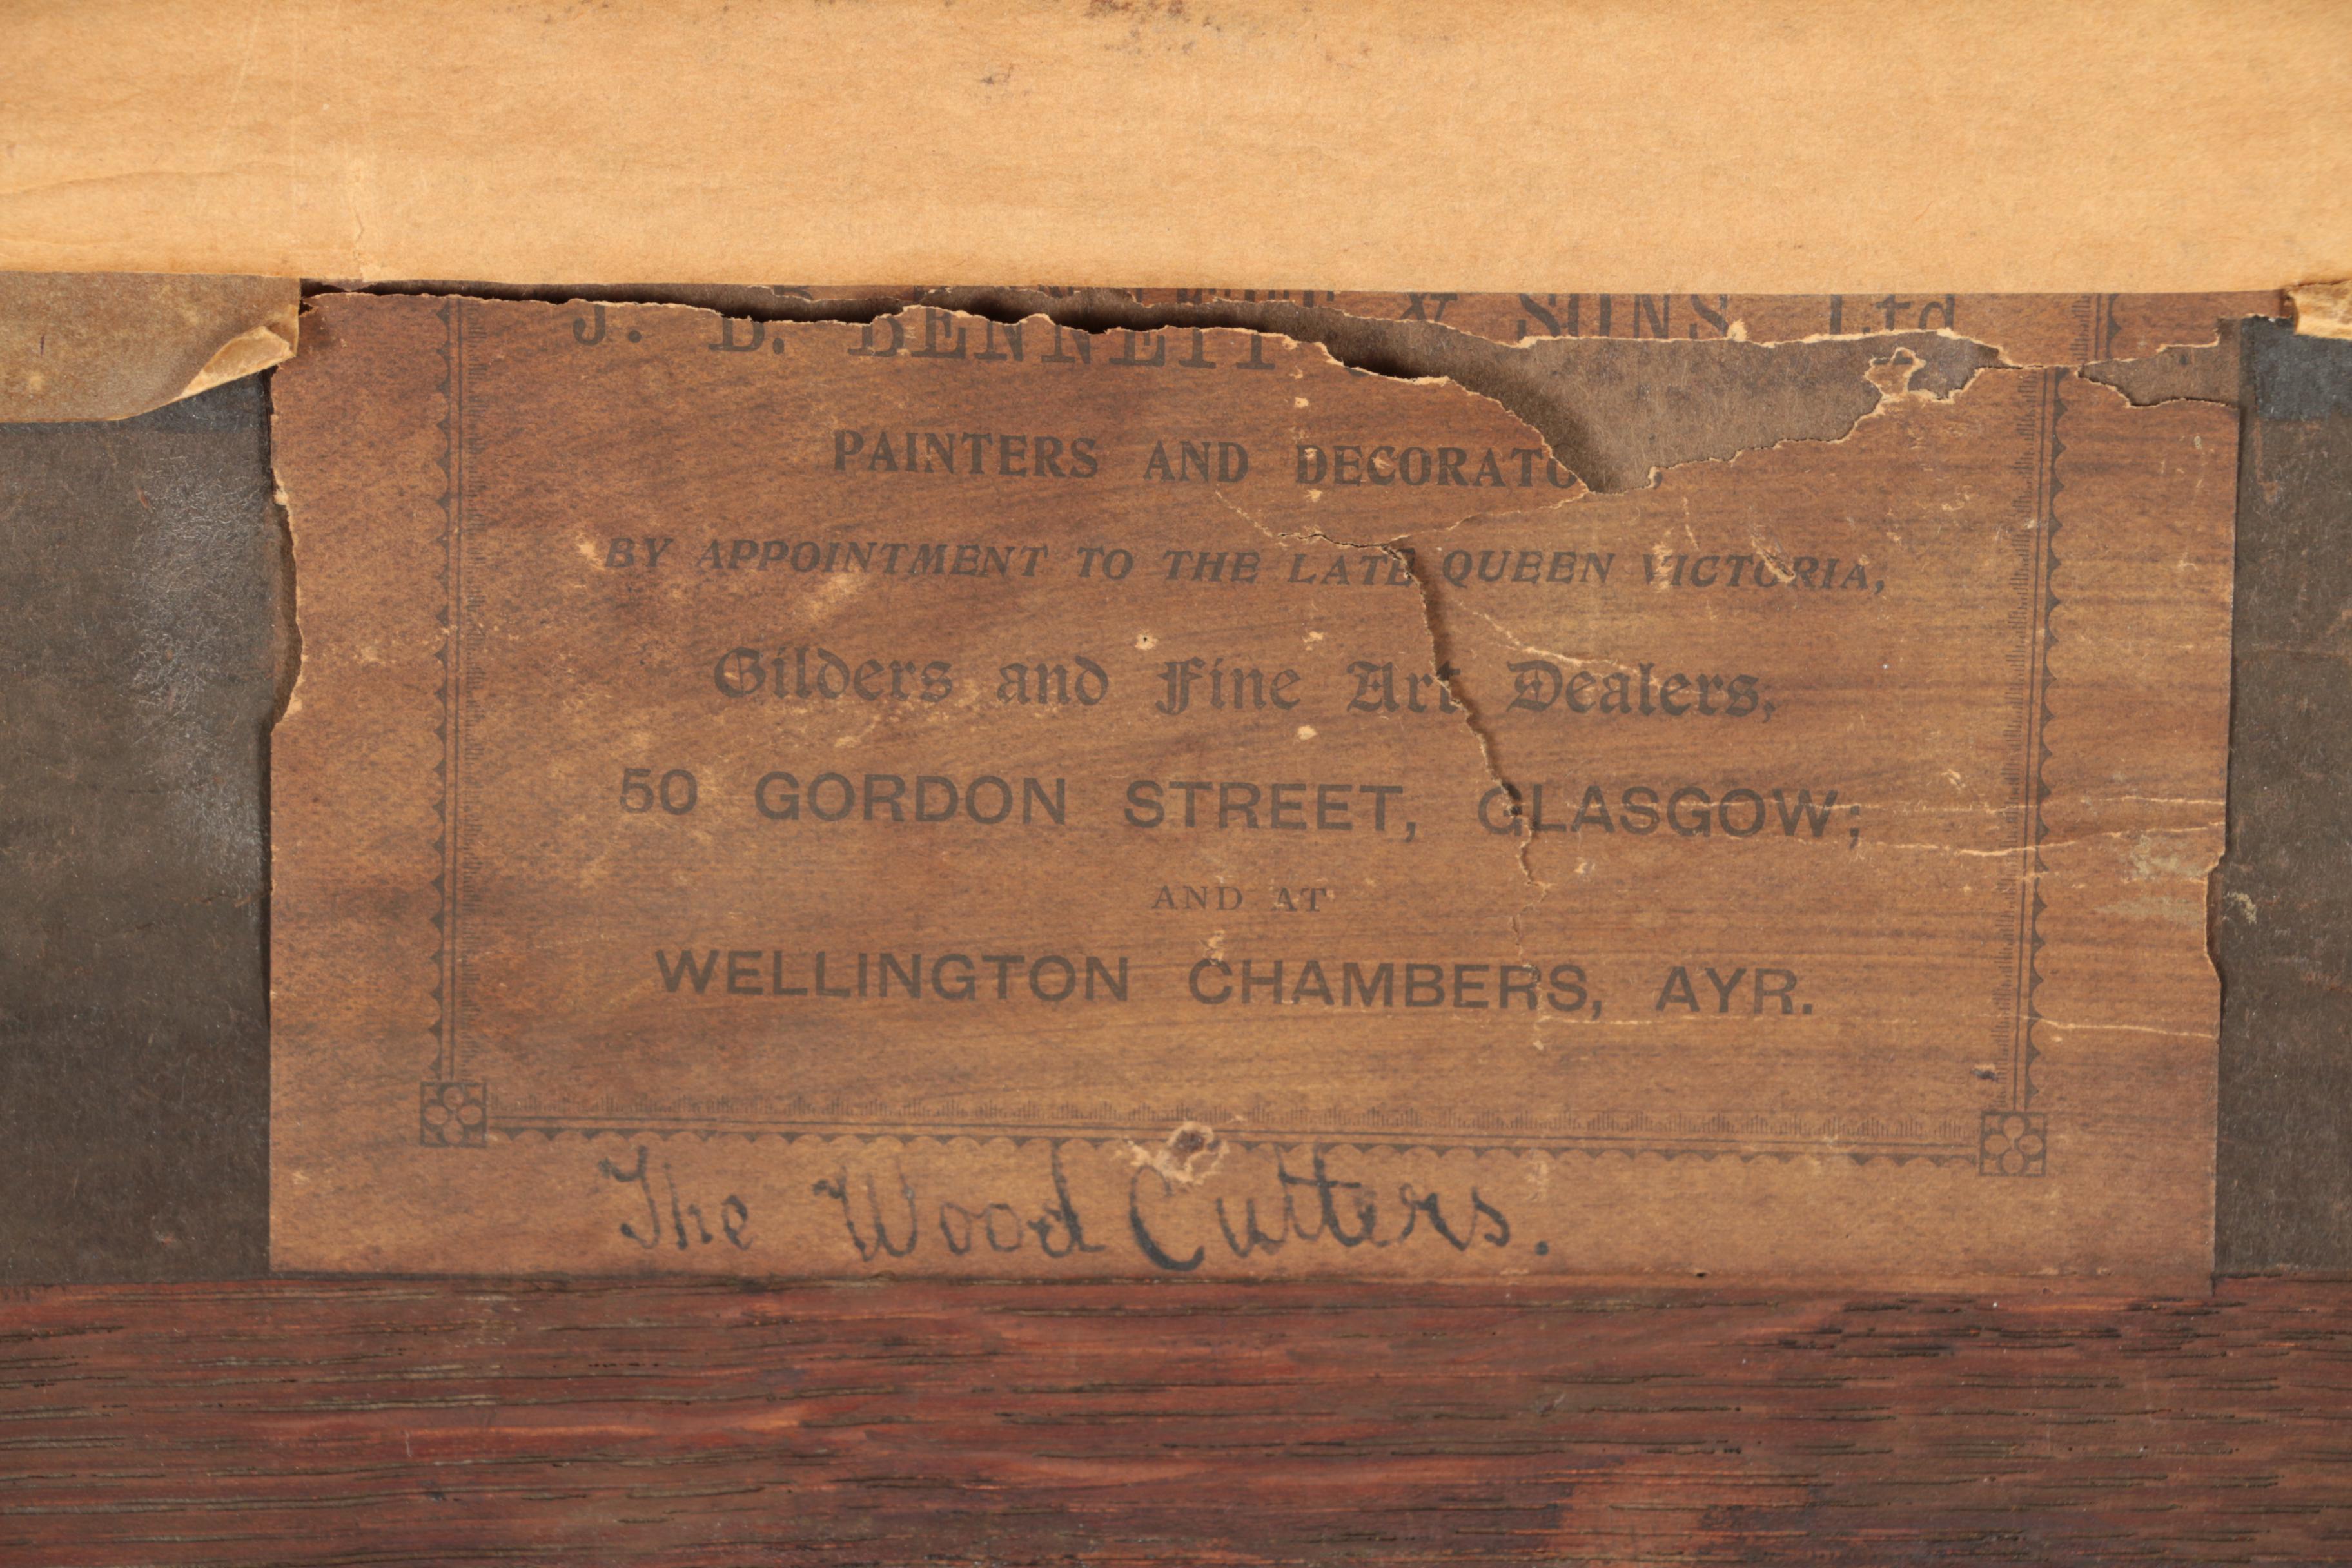 J. B. BENNETT & SONS, Ltd
PAINTERS AND DECORATO
BY APPOINTMENT TO THE LATE QUEEN VICTORIA,
Gilders and Fine Art Dealers,
50 GORDON STREET, GLASGOW;
AND AT
WELLINGTON CHAMBERS, AYR.
The Wood Cutters.